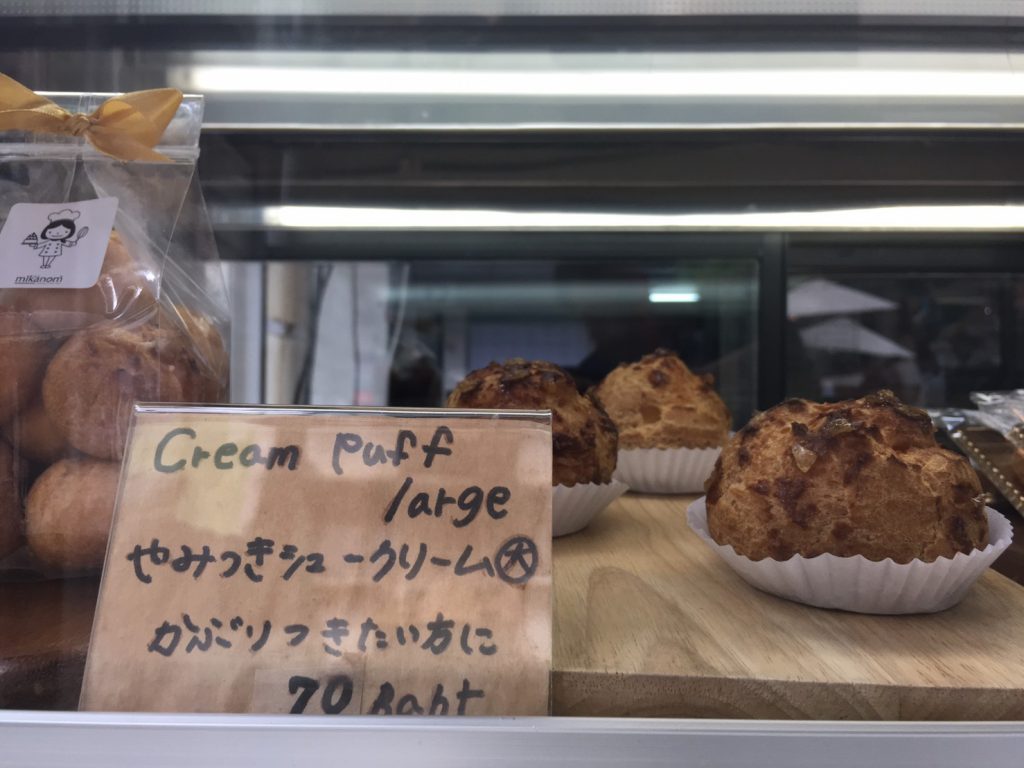 mikanom
Cream puff
large
やみつきシュークリーム㊛
かぶりつきたい方に
70 Baht